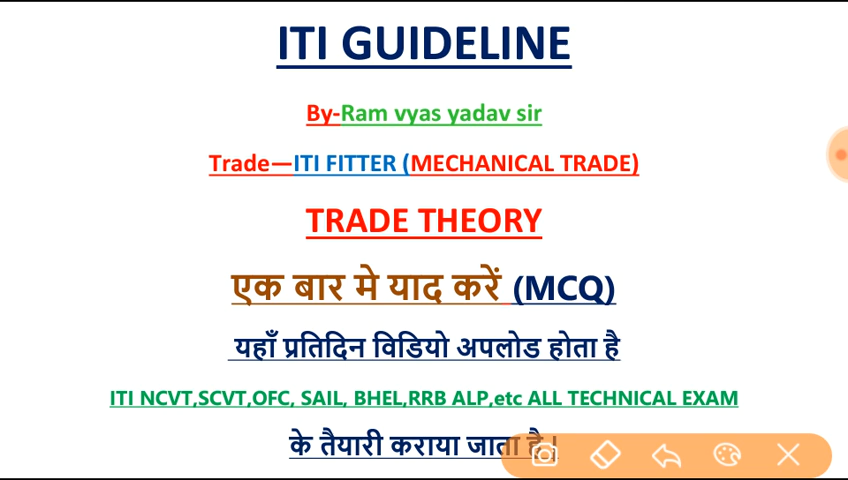 ITI GUIDELINE
By-Ram vyas yadav sir
Trade—ITI FITTER (MECHANICAL TRADE)
TRADE THEORY
एक बार मे याद करें (MCQ)
यहाँ प्रतिदिन विडियो अपलोड होता है
ITI NCVT,SCVT,OFC, SAIL, BHEL,RRB ALP,etc ALL TECHNICAL EXAM
के तैयारी कराया जाता है |